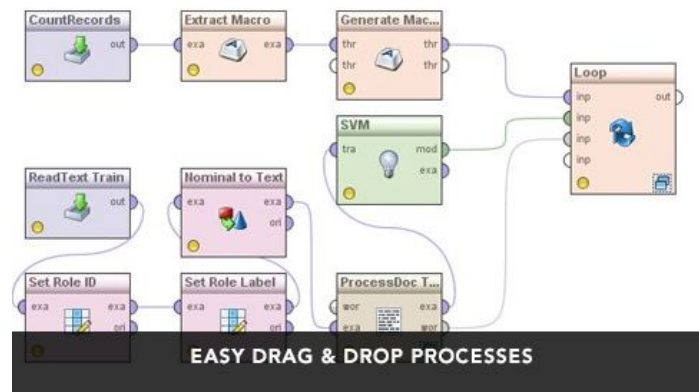 CountRecords
out
Extract Macro
exa exa
Generate Mac...
thr thr
thr thr
Loop
inp out
inp
inp
inp
SVM
tra mod
exa
ReadText Train
out
Nominal to Text
exa exa
ori
Set Role ID
exa exa
ori
Set Role Label
exa exa
ori
ProcessDoc T...
wor exa
exa wor
EASY DRAG & DROP PROCESSES